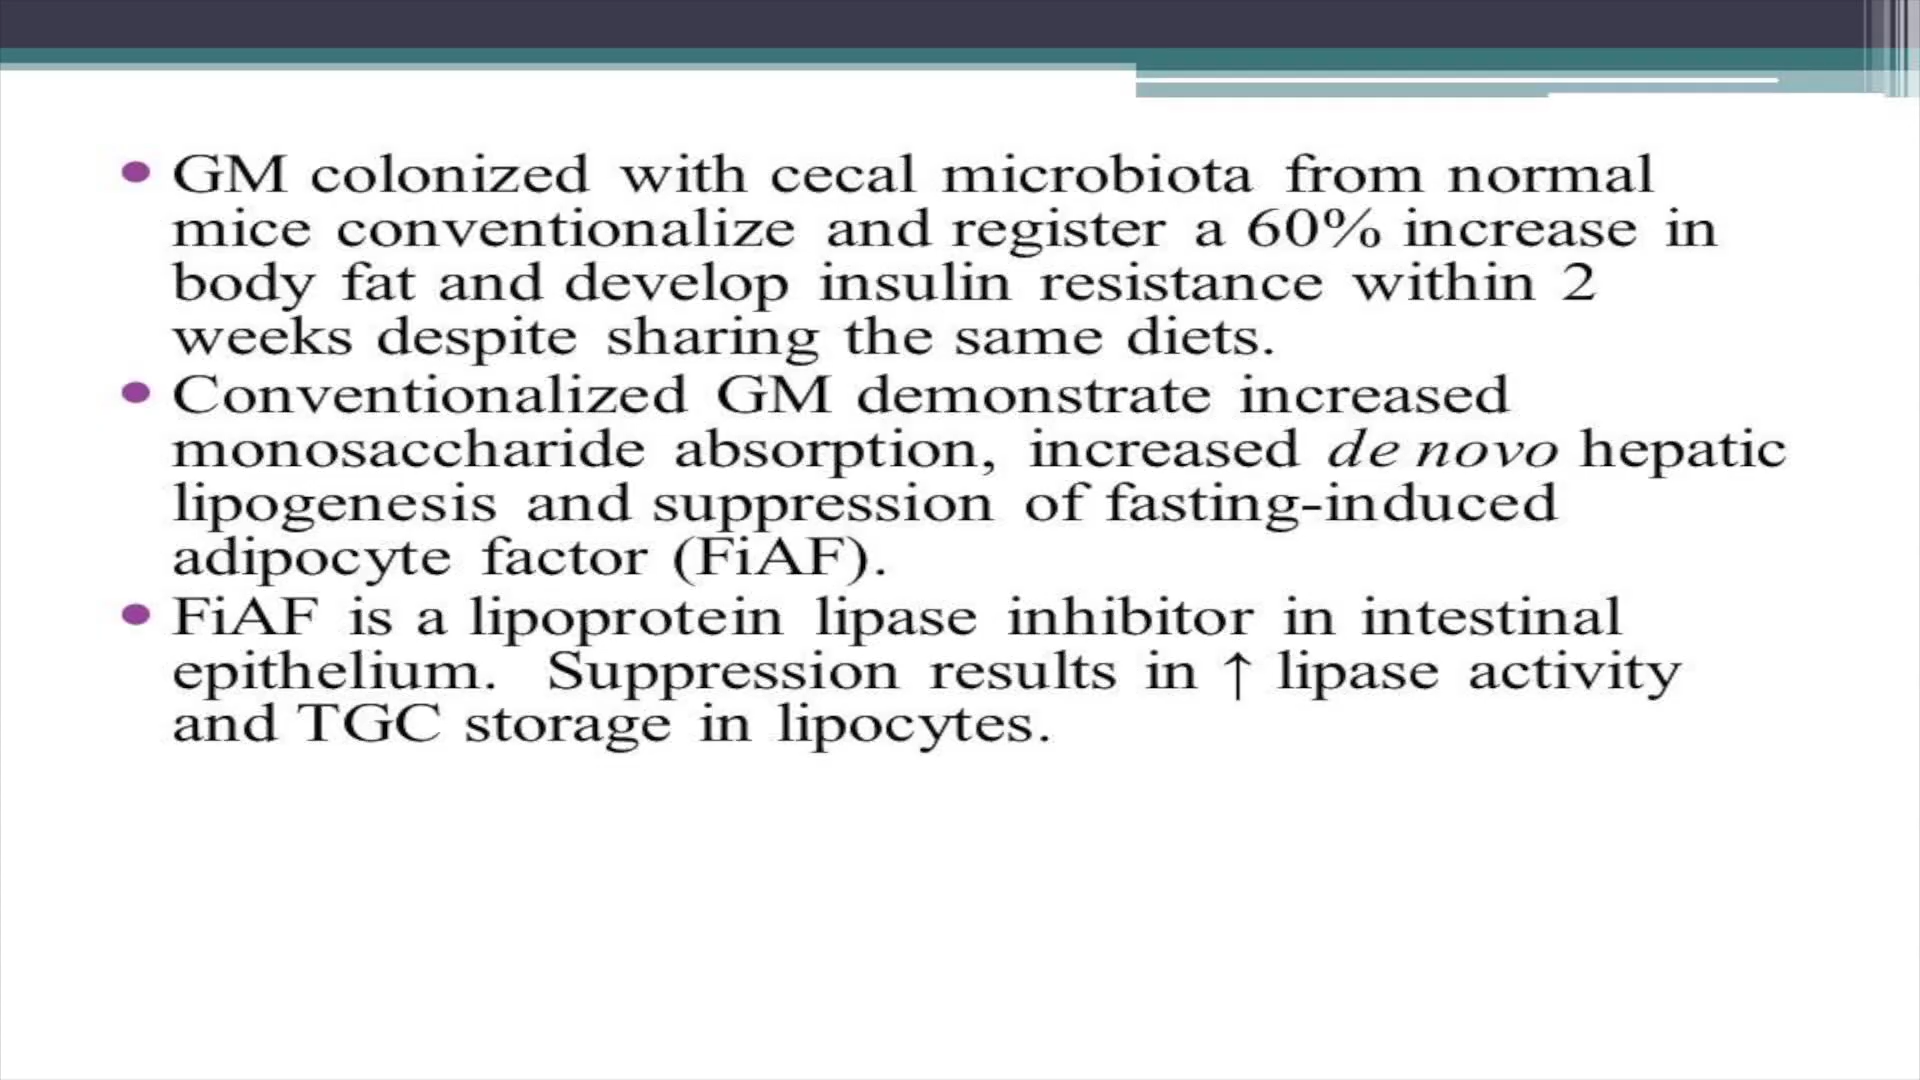 • GM colonized with cecal microbiota from normal
mice conventionalize and register a 60% increase in
body fat and develop insulin resistance within 2
weeks despite sharing the same diets.
• Conventionalized GM demonstrate increased
monosaccharide absorption, increased de novo hepatic
lipogenesis and suppression of fasting-induced
adipocyte factor (FiAF).
• FiAF is a lipoprotein lipase inhibitor in intestinal
epithelium. Suppression results in ↑ lipase activity
and TGC storage in lipocytes.